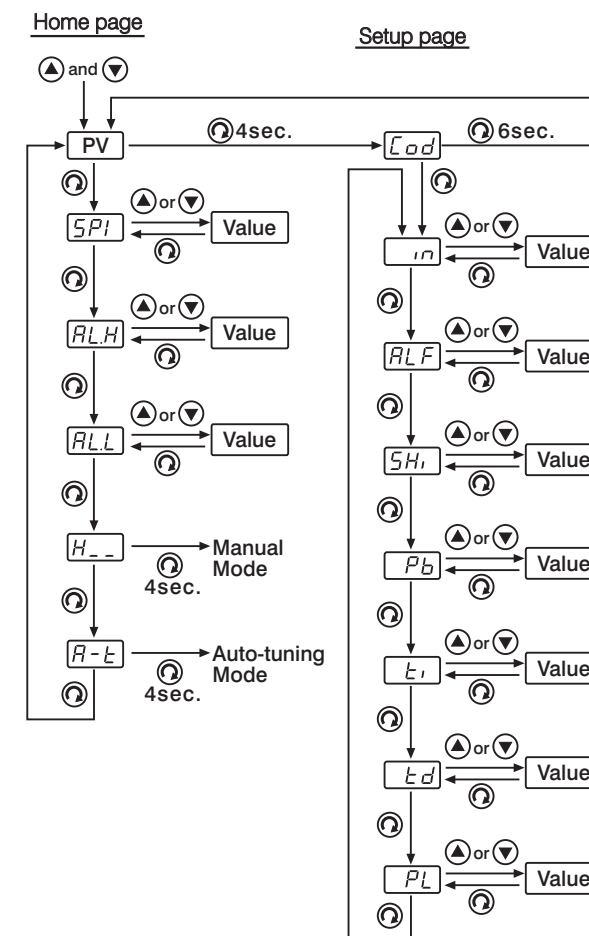 Home page
▲ and ▼
PV
SP1
▲ or ▼
Value
AL.H
▲ or ▼
Value
AL.L
▲ or ▼
Value
H__
4sec.
Manual
Mode
A-t
4sec.
Auto-tuning
Mode
Setup page
4sec.
Cod
6sec.
in
▲ or ▼
Value
ALF
▲ or ▼
Value
SHi
▲ or ▼
Value
Pb
▲ or ▼
Value
ti
▲ or ▼
Value
td
▲ or ▼
Value
PL
▲ or ▼
Value